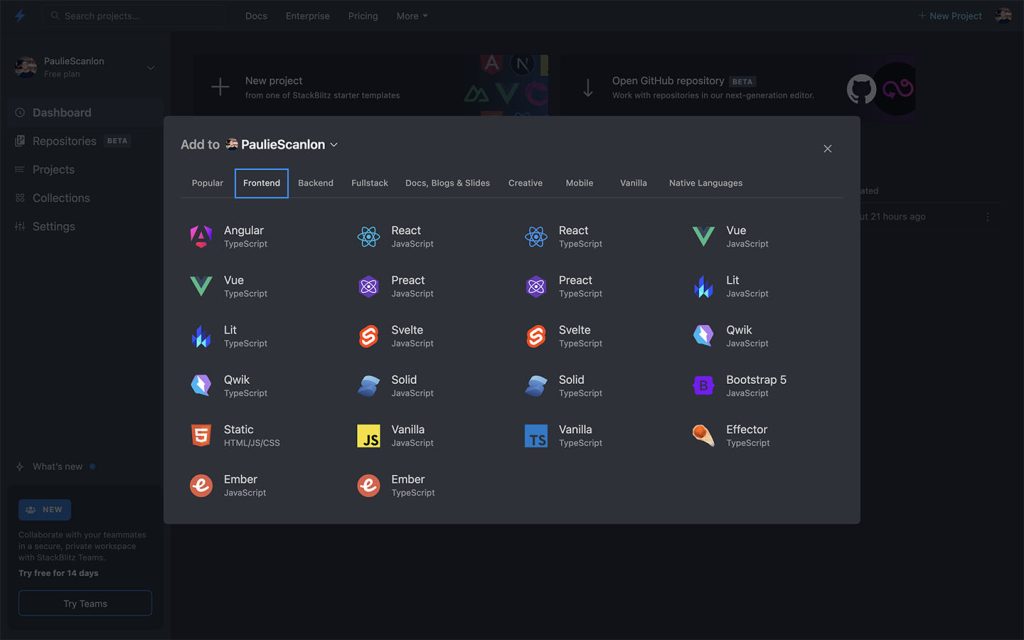 Search projects...
Docs
Enterprise
Pricing
More
New Project
PaulieScanlon
Free plan
Dashboard
Repositories BETA
Projects
Collections
Settings
New project
from one of StackBlitz starter templates
Open GitHub repository BETA
Work with repositories in our next-generation editor.
Add to PaulieScanlon
Popular
Frontend
Backend
Fullstack
Docs, Blogs & Slides
Creative
Mobile
Vanilla
Native Languages
Angular
TypeScript
React
JavaScript
React
TypeScript
Vue
JavaScript
Vue
TypeScript
Preact
JavaScript
Preact
TypeScript
Lit
JavaScript
Lit
TypeScript
Svelte
JavaScript
Svelte
TypeScript
Qwik
JavaScript
Qwik
TypeScript
Solid
JavaScript
Solid
TypeScript
B
Bootstrap 5
JavaScript
5
Static
HTML/JS/CSS
JS
Vanilla
JavaScript
TS
Vanilla
TypeScript
Effector
TypeScript
Ember
JavaScript
Ember
TypeScript
21 hours ago
What's new
NEW
Collaborate with your teammates
in a secure, private workspace
with StackBlitz Teams.
Try free for 14 days
Try Teams